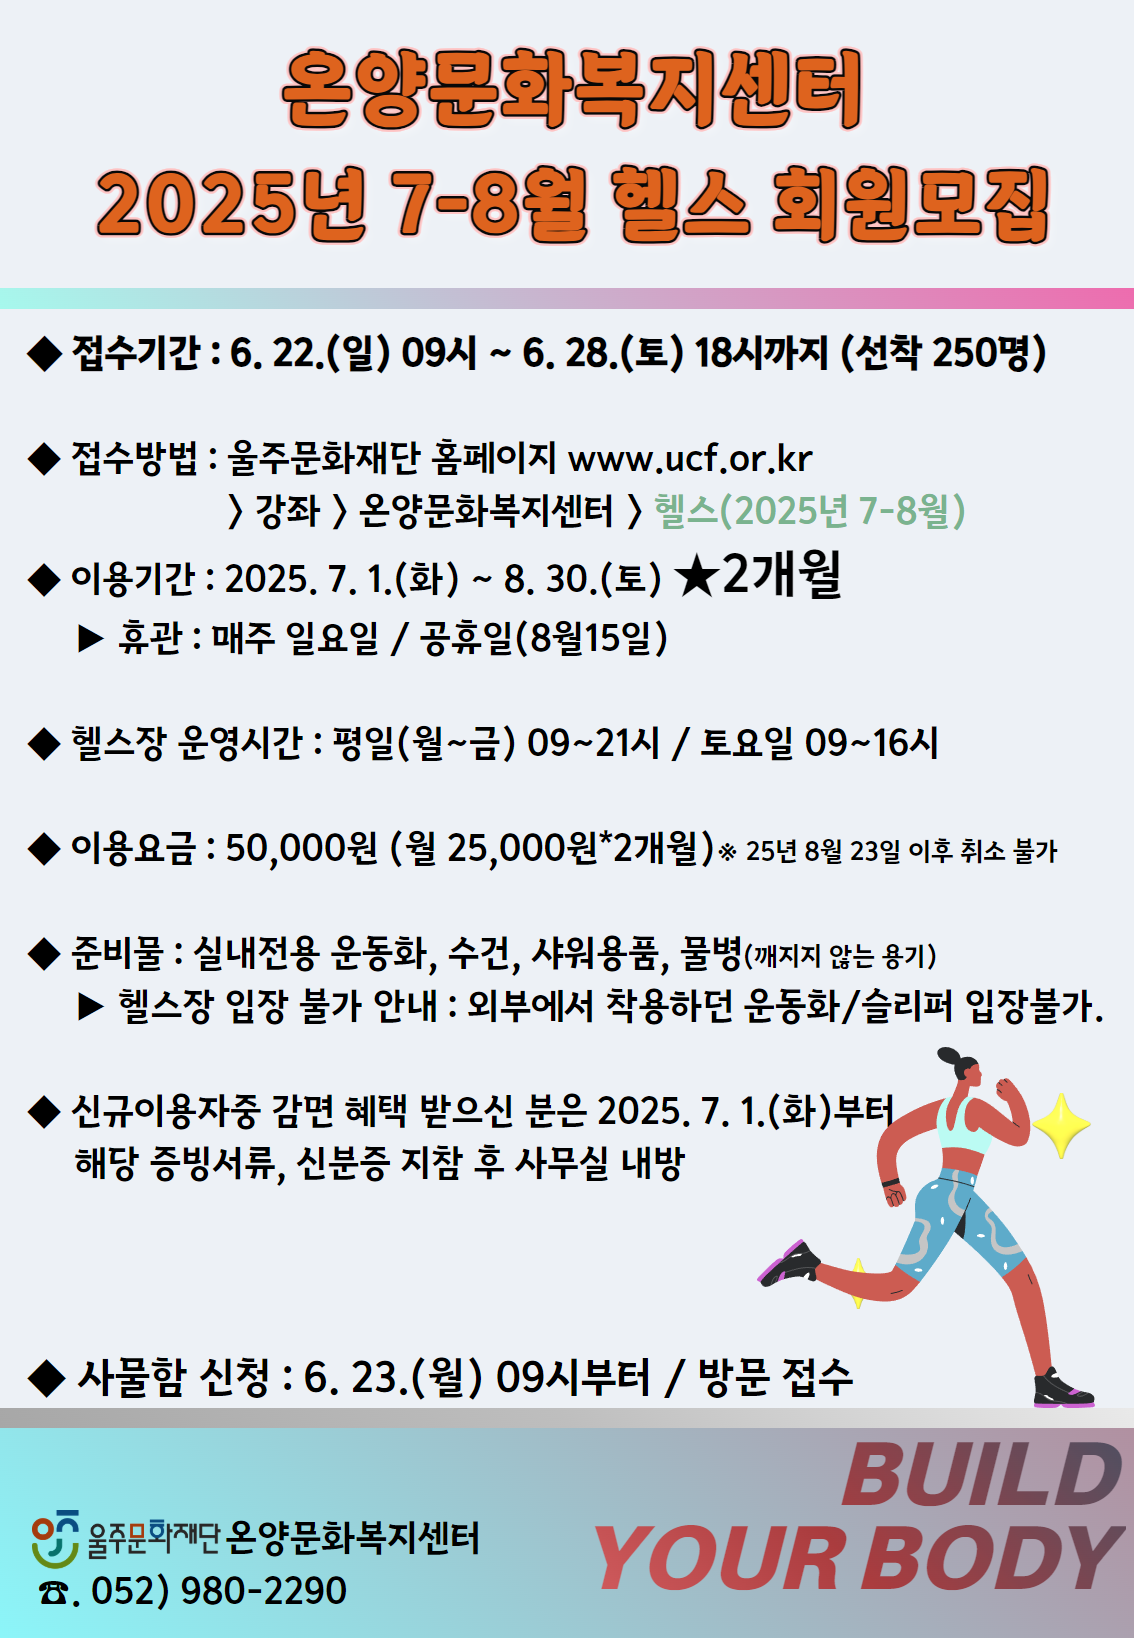 온양문화복지센터
2025년 7-8월 헬스 회원모집
◆ 접수기간 : 6. 22.(일) 09시 ~ 6. 28.(토) 18시까지 (선착 250명)
◆ 접수방법 : 울주문화재단 홈페이지 www.ucf.or.kr
〉강좌 〉온양문화복지센터 〉헬스(2025년 7-8월)
◆ 이용기간 : 2025. 7. 1.(화) ~ 8. 30.(토) ★2개월
▶ 휴관 : 매주 일요일 / 공휴일(8월15일)
◆ 헬스장 운영시간 : 평일(월~금) 09~21시 / 토요일 09~16시
◆ 이용요금 : 50,000원 (월 25,000원*2개월)※ 25년 8월 23일 이후 취소 불가
◆ 준비물 : 실내전용 운동화, 수건, 샤워용품, 물병(깨지지 않는 용기)
▶ 헬스장 입장 불가 안내 : 외부에서 착용하던 운동화/슬리퍼 입장불가.
◆ 신규이용자중 감면 혜택 받으신 분은 2025. 7. 1.(화)부터
해당 증빙서류, 신분증 지참 후 사무실 내방
◆ 사물함 신청 : 6. 23.(월) 09시부터 / 방문 접수
BUILD
YOUR BODY
울주문화재단 온양문화복지센터
☎. 052) 980-2290